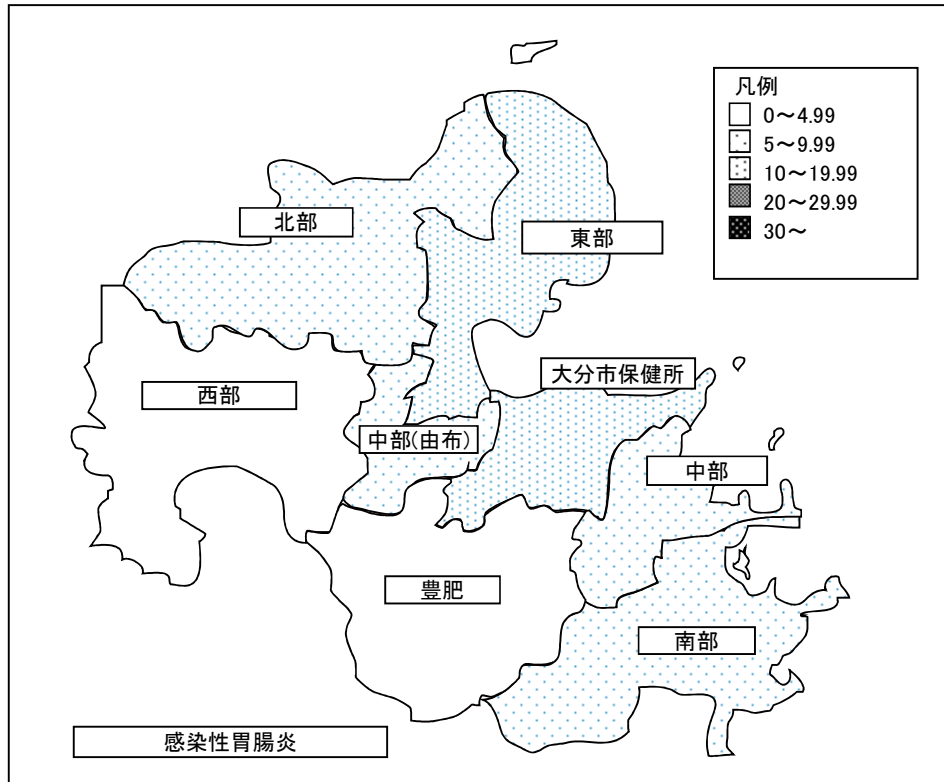 凡例
0～4.99
5～9.99
10～19.99
20～29.99
30～
北部
東部
大分市保健所
西部
中部(由布)
中部
豊肥
南部
感染性胃腸炎